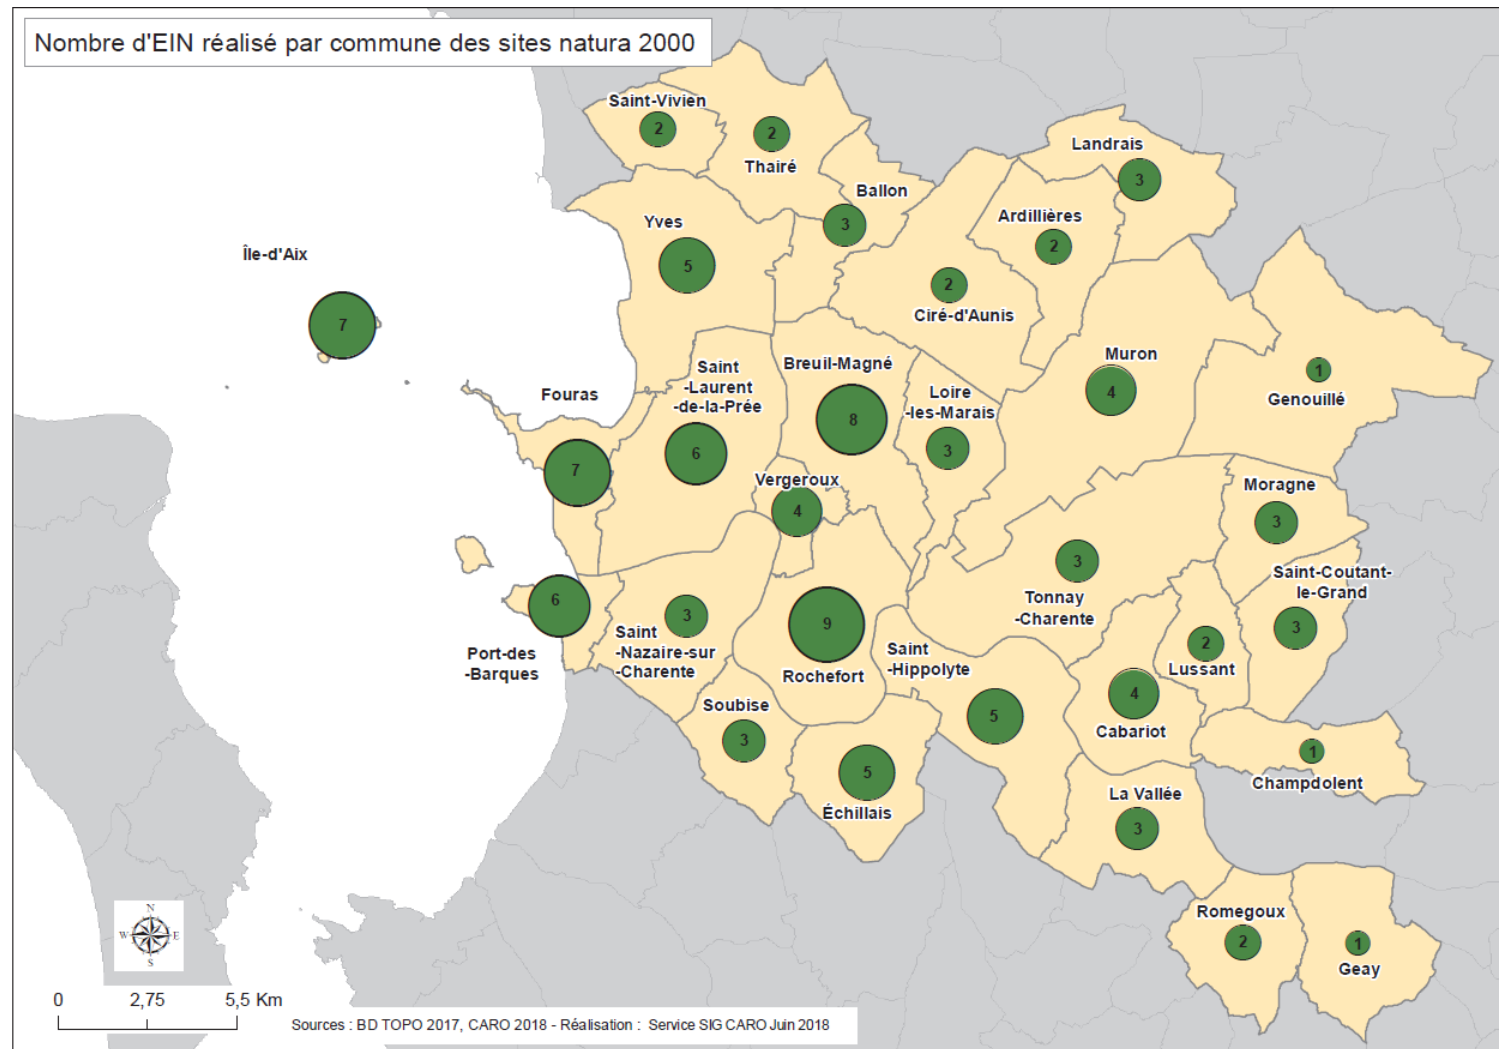 Nombre d'EIN réalisé par commune des sites natura 2000
Saint-Vivien
2
2
Thairé
Landrais
3
Ballon
3
Ardillières
2
Yves
5
Île-d'Aix
7
2
Ciré-d'Aunis
Muron
4
1
Genouillé
Breuil-Magné
8
Saint
-Laurent
-de-la-Prée
6
Loire
-les-Marais
3
Fouras
7
Vergeroux
4
Moragne
3
3
Tonnay
-Charente
Saint-Coutant-
le-Grand
3
6
Port-des
-Barques
3
Saint
-Nazaire-sur
-Charente
9
Rochefort
Saint
-Hippolyte
5
2
Lussant
4
Cabariot
Soubise
3
5
Échillais
1
Champdolent
La Vallée
3
Romegoux
2
1
Geay
N
W E
S
0 2,75 5,5 Km
Sources : BD TOPO 2017, CARO 2018 - Réalisation : Service SIG CARO Juin 2018